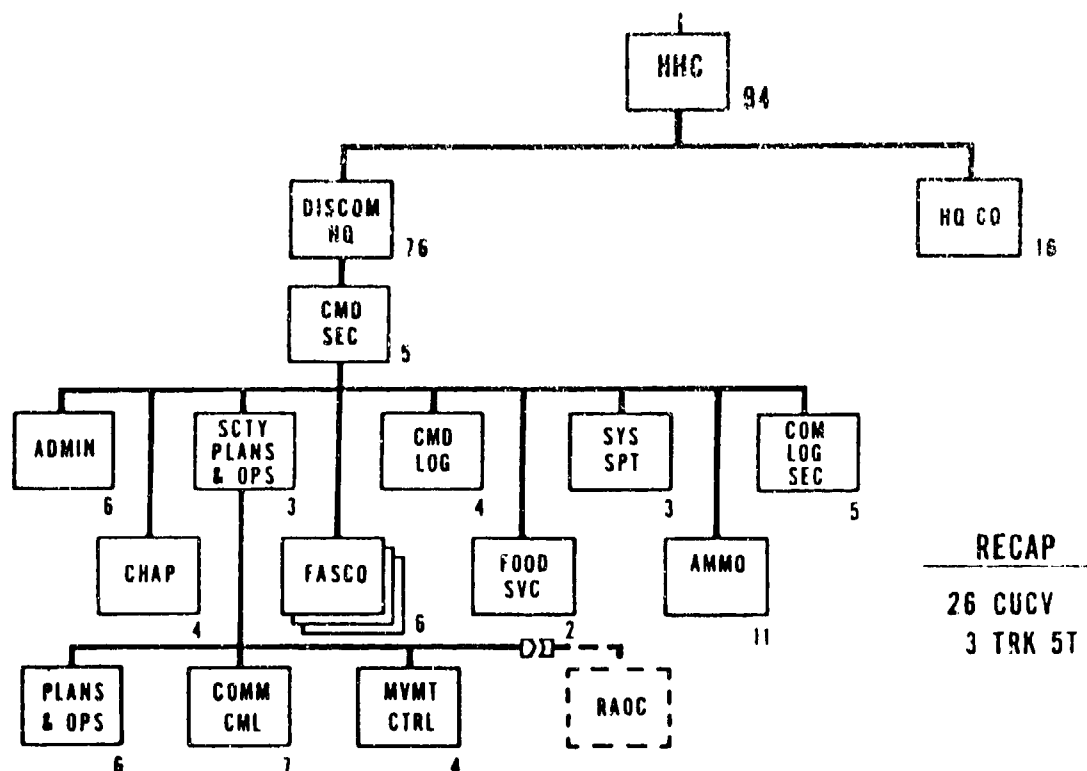 HHC
94
DISCOM
HQ
76
HQ CO
18
CMD
SEC
5
ADMIN
6
SCTY
PLANS
& OPS
3
CMD
LOG
4
SYS
SPT
3
COM
LOG
SEC
5
CHAP
4
FASCO
6
FOOD
SVC
2
AMMO
11
RECAP
26 CUCV
3 TRK 5T
PLANS
& OPS
6
COMM
CML
7
MVMT
CTRL
4
RAOC